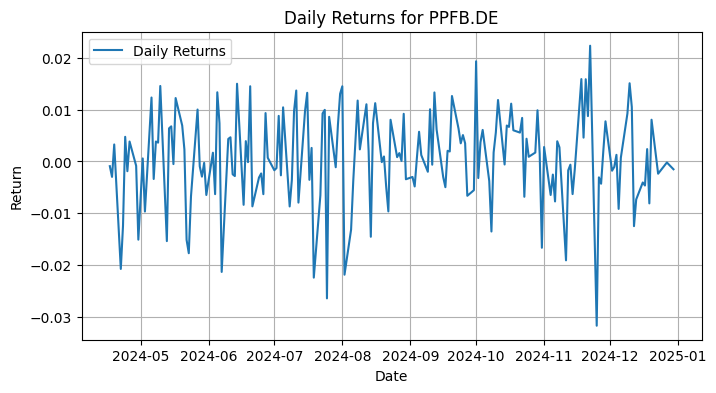 Daily Returns for PPFB.DE
Daily Returns
0.02
0.01
0.00
−0.01
−0.02
−0.03
Return
2024-05 2024-06 2024-07 2024-08 2024-09 2024-10 2024-11 2024-12 2025-01
Date